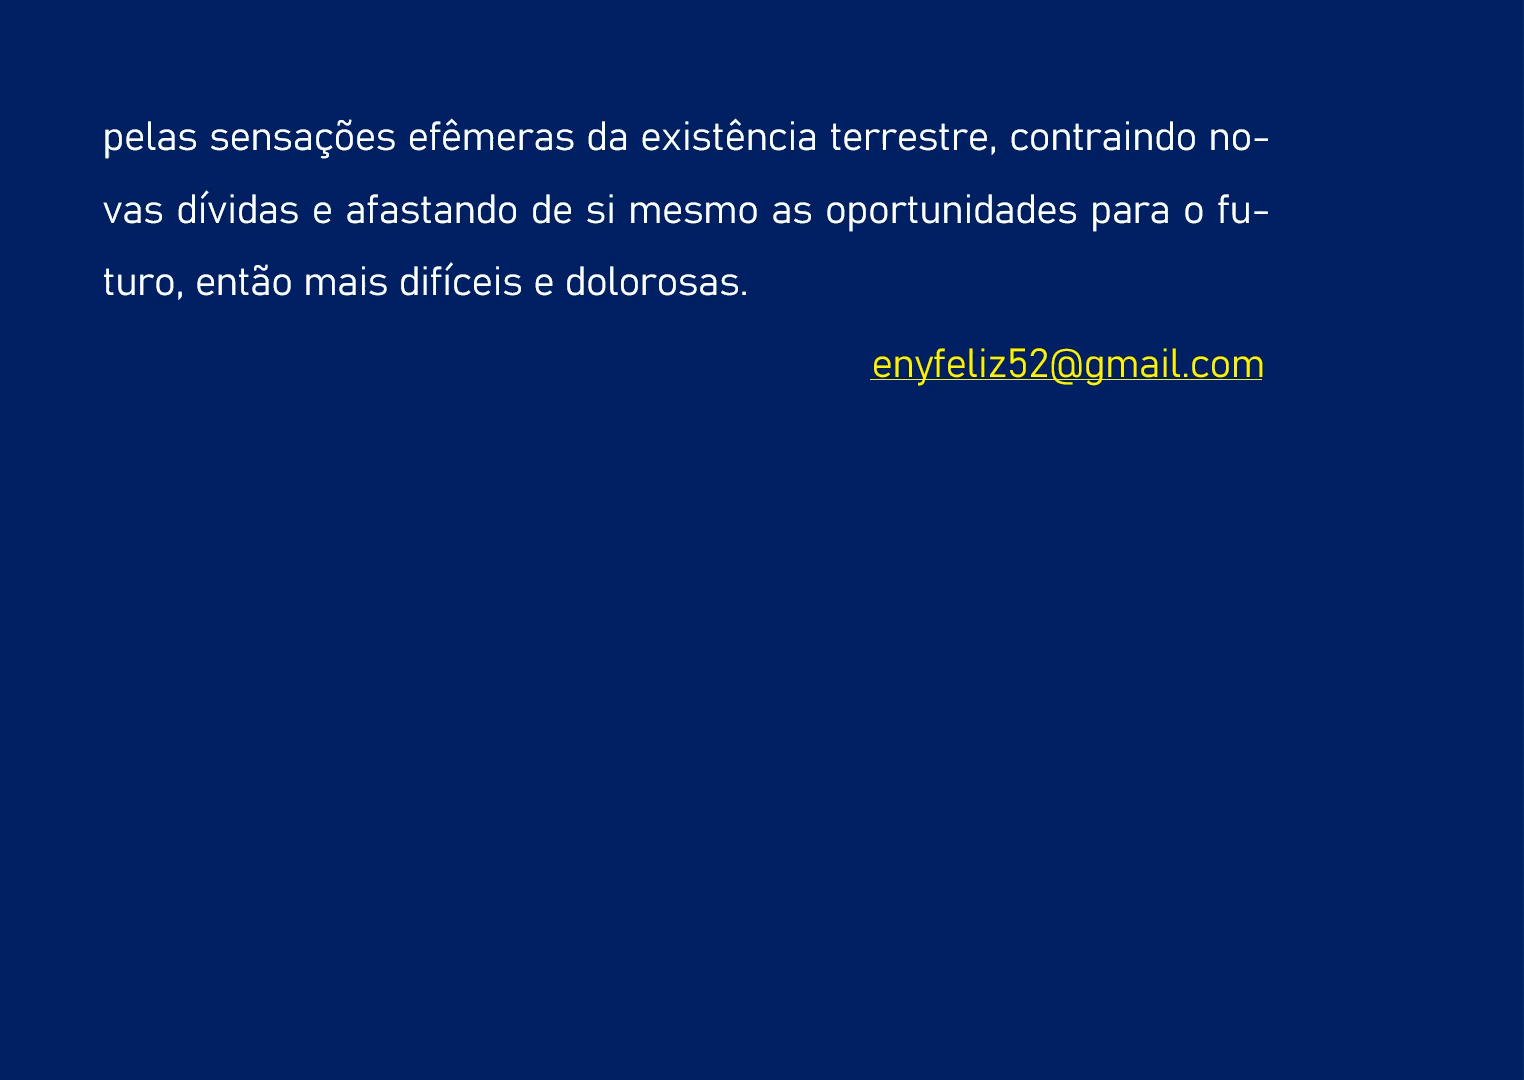 pelas sensações efêmeras da existência terrestre, contraindo no-
vas dívidas e afastando de si mesmo as oportunidades para o fu-
turo, então mais difíceis e dolorosas.
enyfeliz52@gmail.com